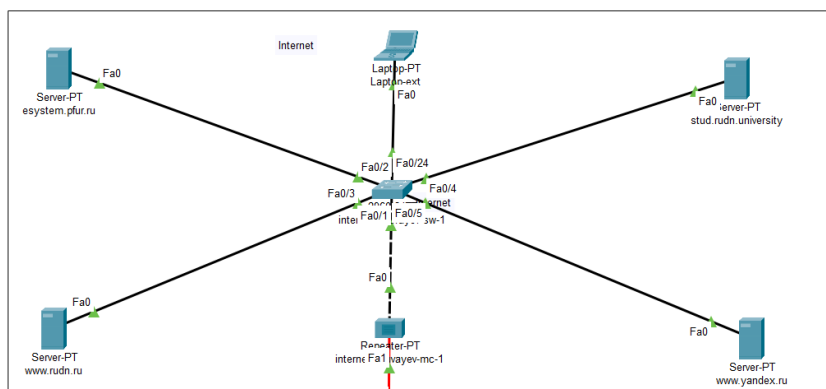 Internet
Laptop-PT
Laptop-ext
Fa0
Fa0
Server-PT
esystem.pfur.ru
Fa0
Server-PT
stud.rudn.university
Fa0/2
Fa0/24
Fa0/3
Fa0/4
Fa0/1
Fa0/5
Fa0
Fa0
Server-PT
www.rudn.ru
Repeater-PT
Fa1
Fa0
Server-PT
www.yandex.ru